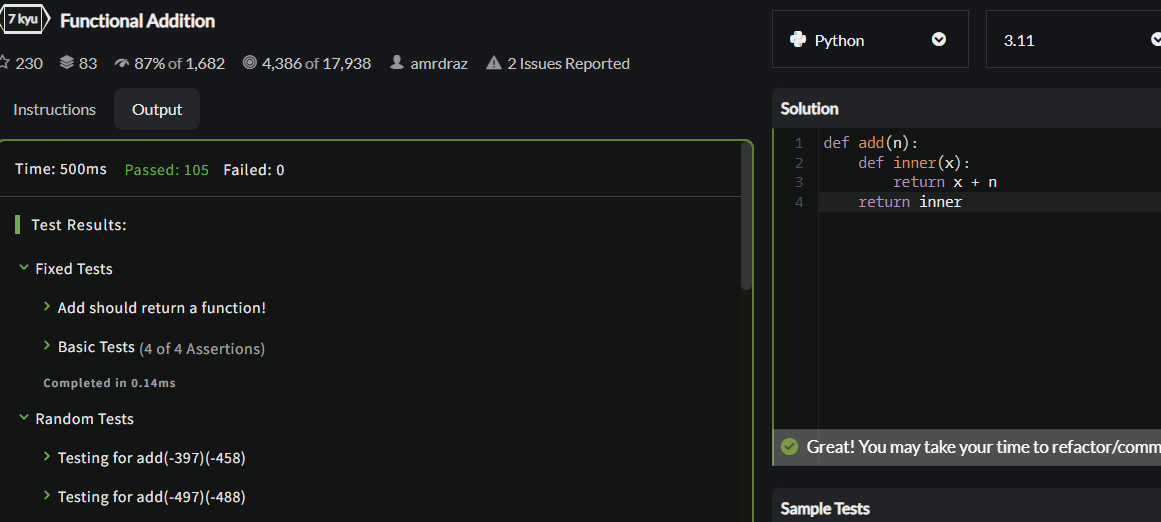 7 kyu Functional Addition
230 83 87% of 1,682 4,386 of 17,938 amrdraz 2 Issues Reported
Instructions Output
Time: 500ms Passed: 105 Failed: 0
Test Results:
Fixed Tests
Add should return a function!
Basic Tests (4 of 4 Assertions)
Completed in 0.14ms
Random Tests
Testing for add(-397)(-458)
Testing for add(-497)(-488)
Python 3.11
Solution
1 def add(n):
2     def inner(x):
3         return x + n
4     return inner
Great! You may take your time to refactor/comm
Sample Tests